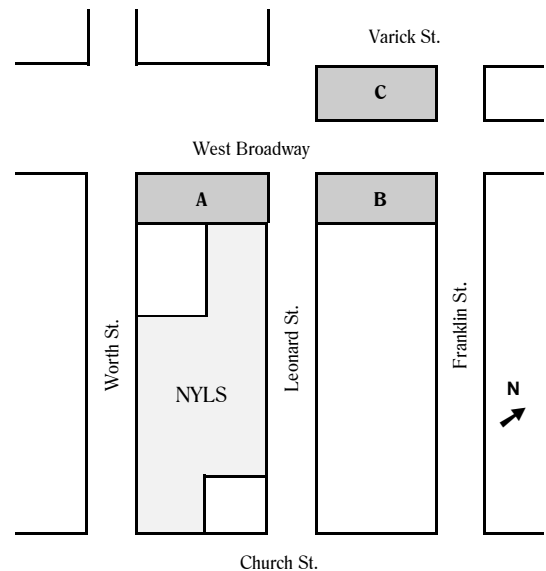 Varick St.
C
West Broadway
A
B
Worth St.
Leonard St.
Franklin St.
NYLS
N
Church St.